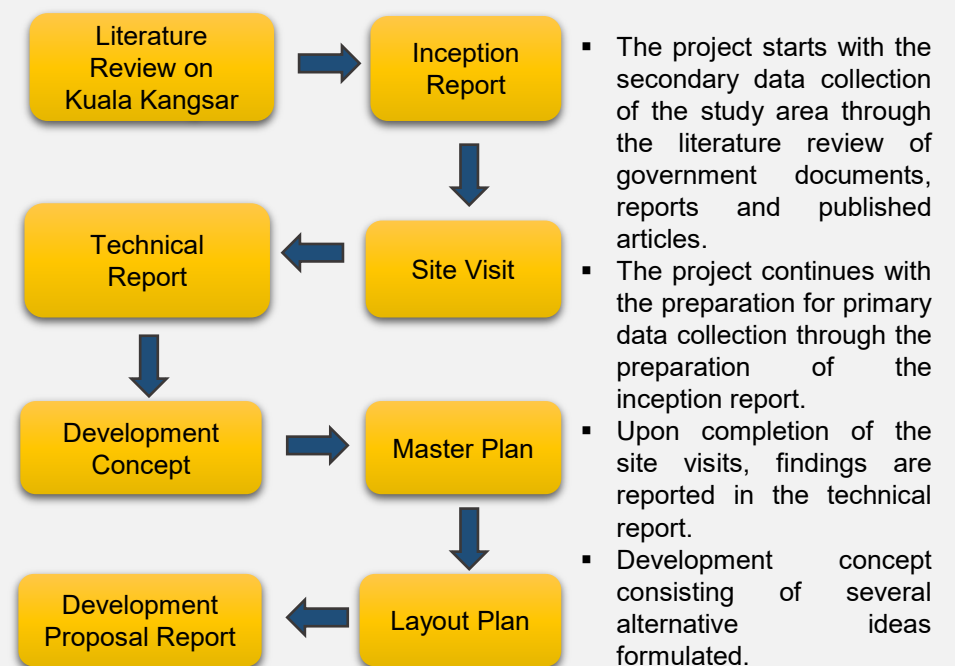 Literature
Review on
Kuala Kangsar
Inception
Report
Site Visit
Technical
Report
Development
Concept
Master Plan
Layout Plan
Development
Proposal Report
▪ The project starts with the
secondary data collection
of the study area through
the literature review of
government documents,
reports and published
articles.
▪ The project continues with
the preparation for primary
data collection through the
preparation of the
inception report.
▪ Upon completion of the
site visits, findings are
reported in the technical
report.
▪ Development concept
consisting of several
alternative ideas
formulated.